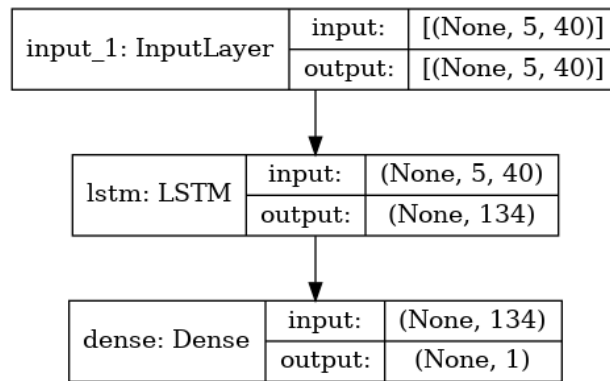 input_1: InputLayer
input:
[(None, 5, 40)]
output:
[(None, 5, 40)]
lstm: LSTM
input:
(None, 5, 40)
output:
(None, 134)
dense: Dense
input:
(None, 134)
output:
(None, 1)